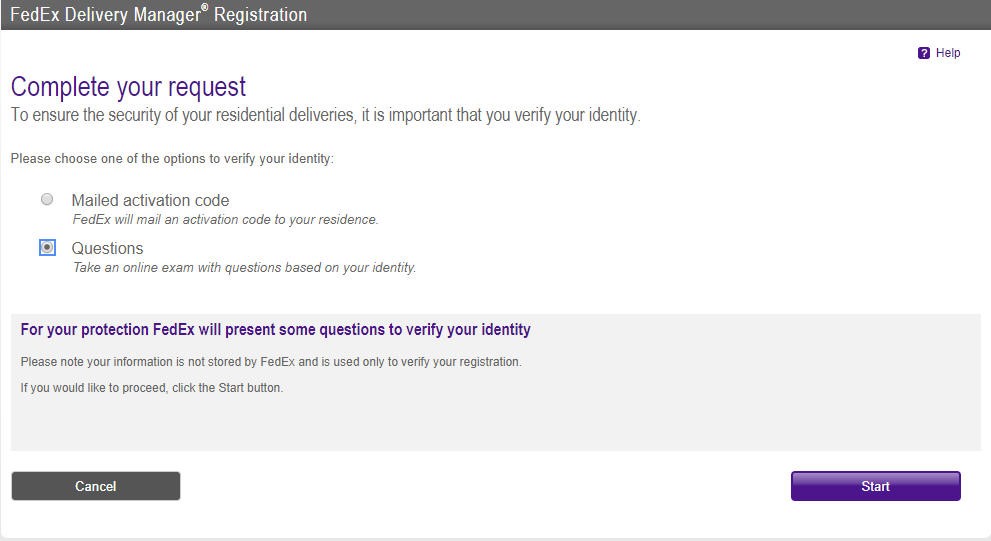 FedEx Delivery Manager® Registration
? Help
Complete your request
To ensure the security of your residential deliveries, it is important that you verify your identity.
Please choose one of the options to verify your identity:
Mailed activation code
FedEx will mail an activation code to your residence.
Questions
Take an online exam with questions based on your identity.
For your protection FedEx will present some questions to verify your identity
Please note your information is not stored by FedEx and is used only to verify your registration.
If you would like to proceed, click the Start button.
Cancel
Start